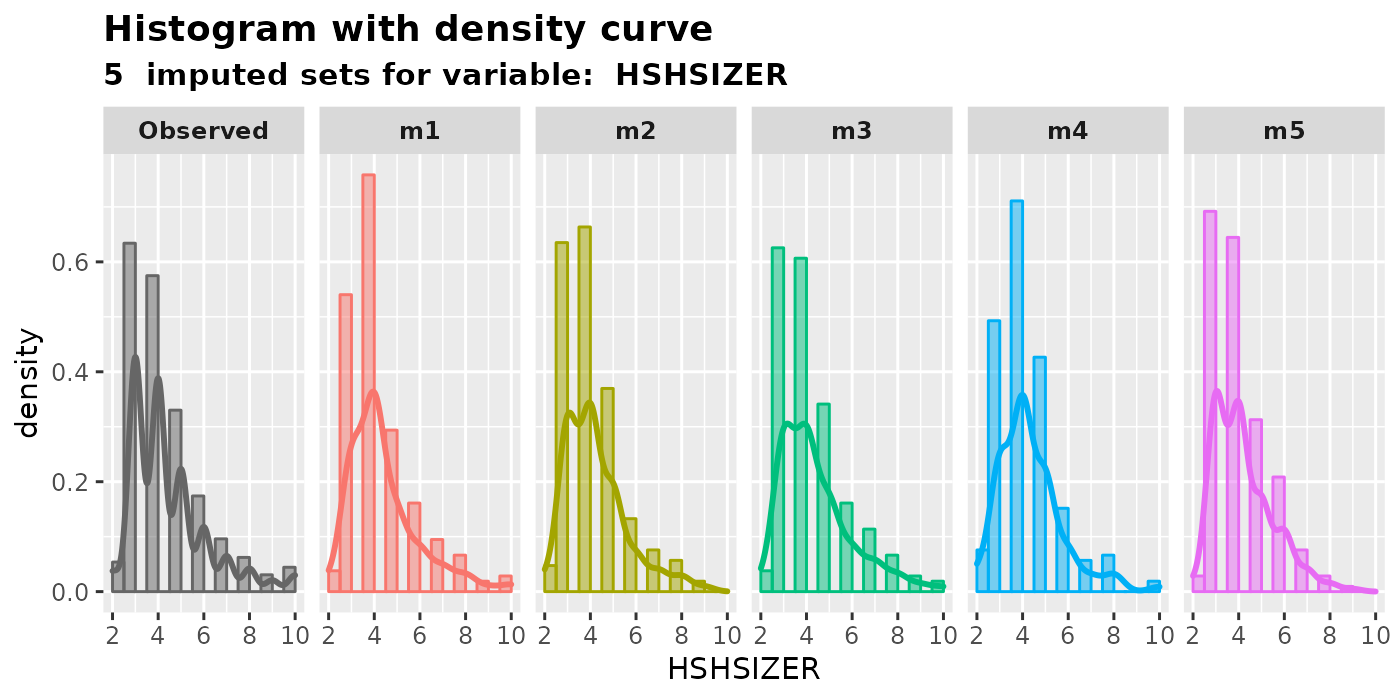 Histogram with density curve
5  imputed sets for variable:  HSHSIZER
Observed m1 m2 m3 m4 m5
density
0.6
0.4
0.2
0.0
2 4 6 8 10 2 4 6 8 10 2 4 6 8 10 2 4 6 8 10 2 4 6 8 10 2 4 6 8 10
HSHSIZER